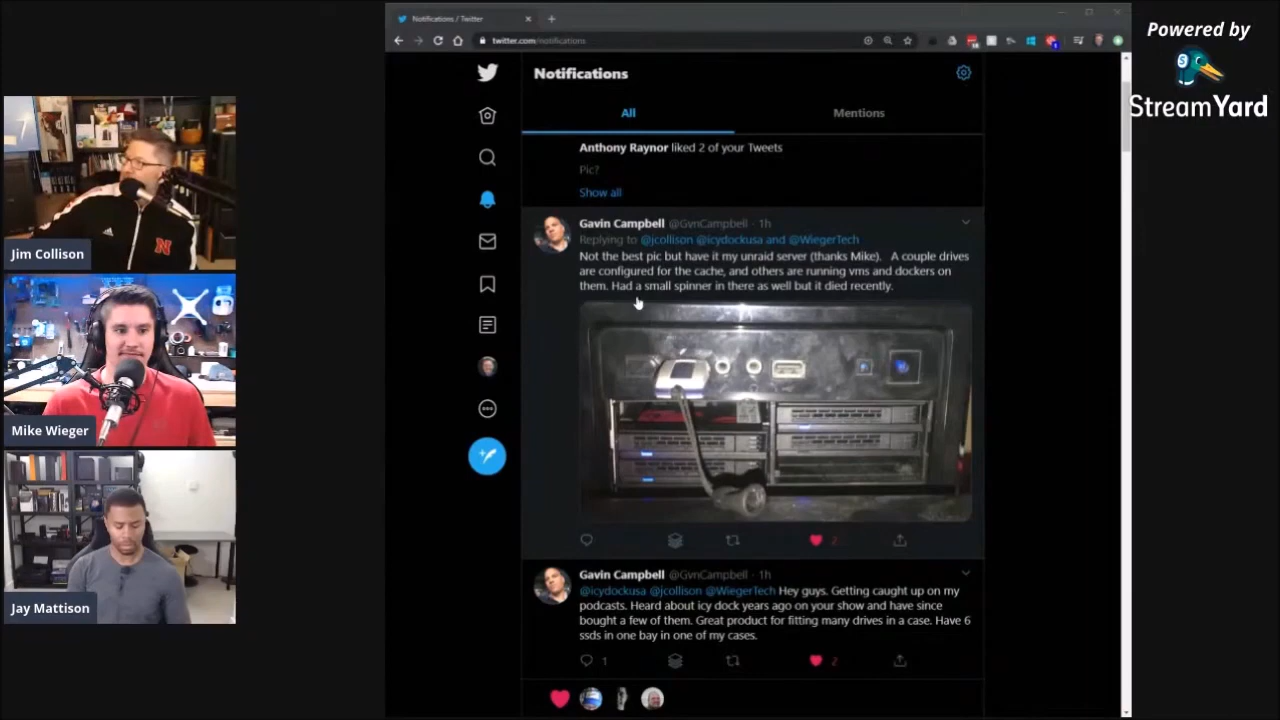 Notifications / Twitter
twitter.com/notifications
Powered by
StreamYard
Notifications
All
Mentions
Anthony Raynor liked 2 of your Tweets
Pic?
Show all
Gavin Campbell @GvnCampbell · 1h
Replying to @jcollison @icydockusa and @WiegerTech
Not the best pic but have it my unraid server (thanks Mike). A couple drives
are configured for the cache, and others are running vms and dockers on
them. Had a small spinner in there as well but it died recently.
2
Gavin Campbell @GvnCampbell · 1h
@icydockusa @jcollison @WiegerTech Hey guys. Getting caught up on my
podcasts. Heard about icy dock years ago on your show and have since
bought a few of them. Great product for fitting many drives in a case. Have 6
ssds in one bay in one of my cases.
1
2
Jim Collison
N
Mike Wieger
Jay Mattison